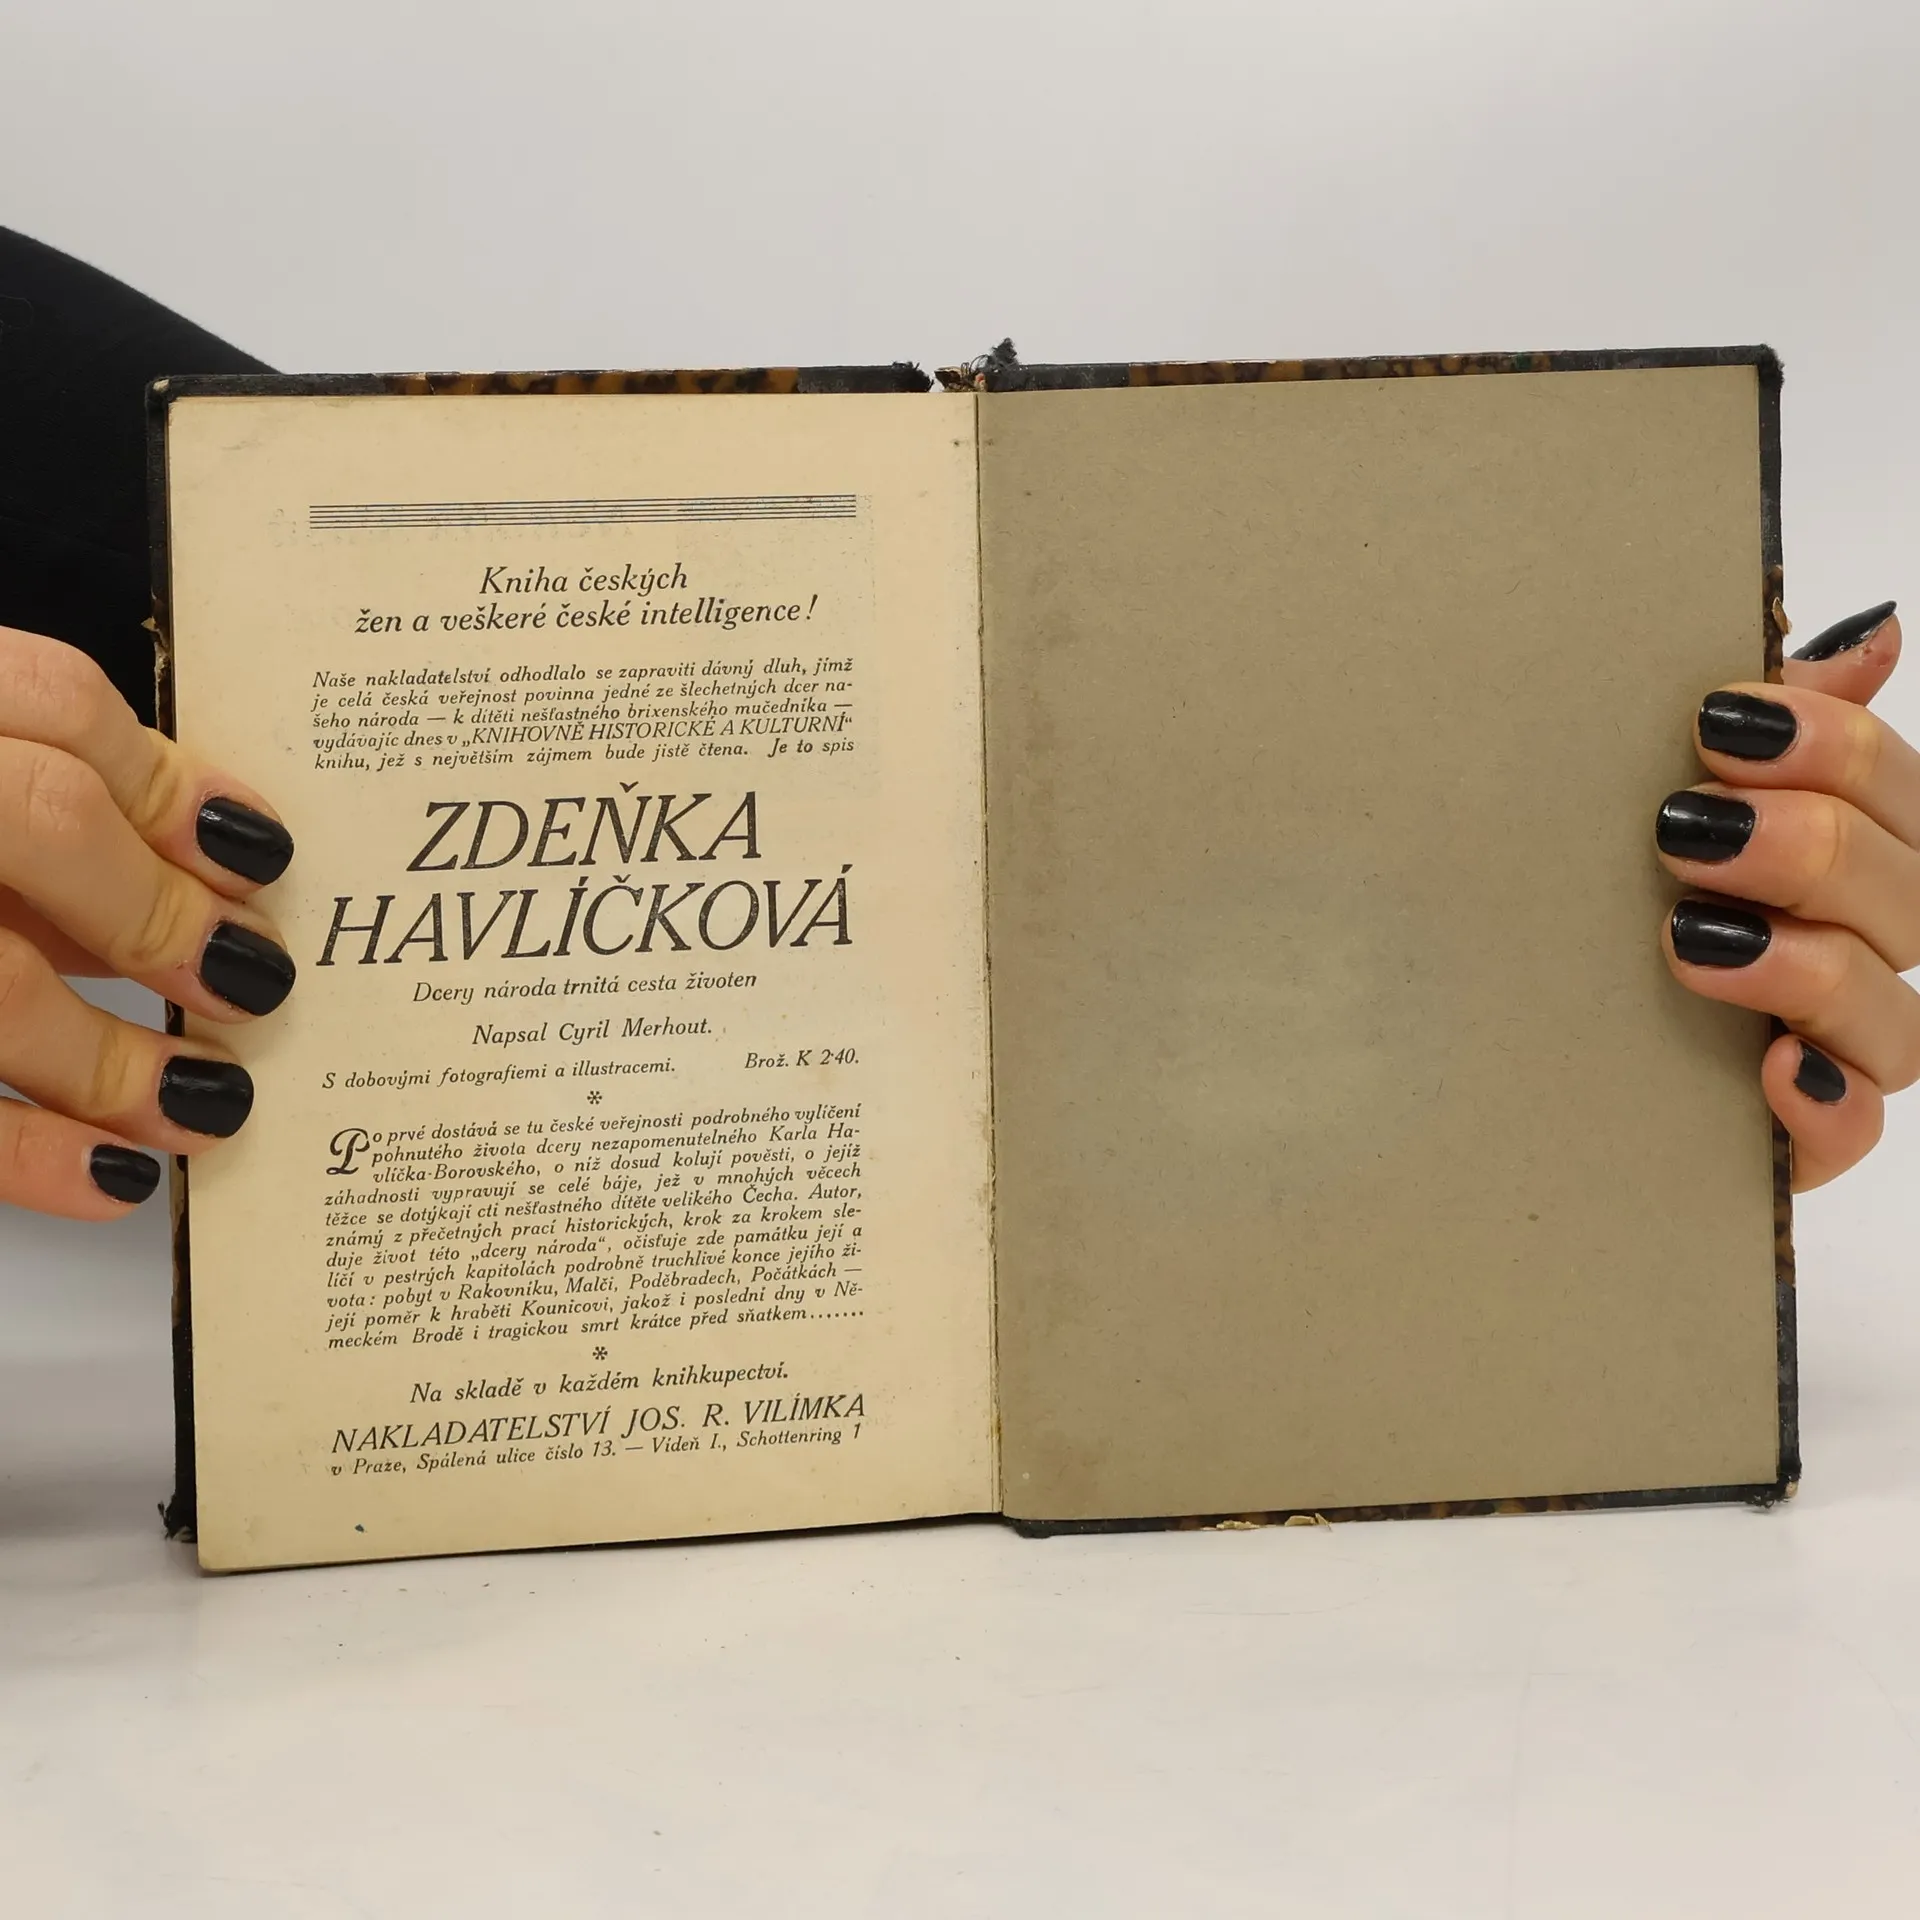 Kniha českých
žen a veškeré české intelligence!
Naše nakladatelství odhodlalo se zapraviti dávný dluh, jímž
je celá česká veřejnost povinna jedné ze šlechetných dcer na-
šeho národa — k dítěti nešťastného brixenského mučedníka —
vydávajíc dnes v „KNIHOVNĚ HISTORICKÉ A KULTURNÍ“
knihu, jež s největším zájmem bude jistě čtena. Je to spis
ZDEŇKA
HAVLÍČKOVÁ
Dcery národa trnitá cesta životen
Napsal Cyril Merhout.
S dobovými fotografiemi a illustracemi. Brož. K 2·40.
*
Po prvé dostává se tu české veřejnosti podrobného vylíčení
pohnutého života dcery nezapomenutelného Karla Ha-
vlíčka-Borovského, o níž dosud kolují pověsti, o jejíž
záhadnosti vypravují se celé báje, jež v mnohých věcech
těžce se dotýkají cti nešťastného dítěte velikého Čecha. Autor,
známý z přečetných prací historických, krok za krokem sle-
duje život této „dcery národa“, očisťuje zde památku její a
líčí v pestrých kapitolách podrobně truchlivé konce jejího ži-
vota: pobyt v Rakovníku, Malči, Poděbradech, Počátkách —
její poměr k hraběti Kounicovi, jakož i poslední dny v Ně-
meckém Brodě i tragickou smrt krátce před sňatkem.......
*
Na skladě v každém knihkupectví.
NAKLADATELSTVÍ JOS. R. VILÍMKA
v Praze, Spálená ulice číslo 13. — Vídeň I., Schottenring 1